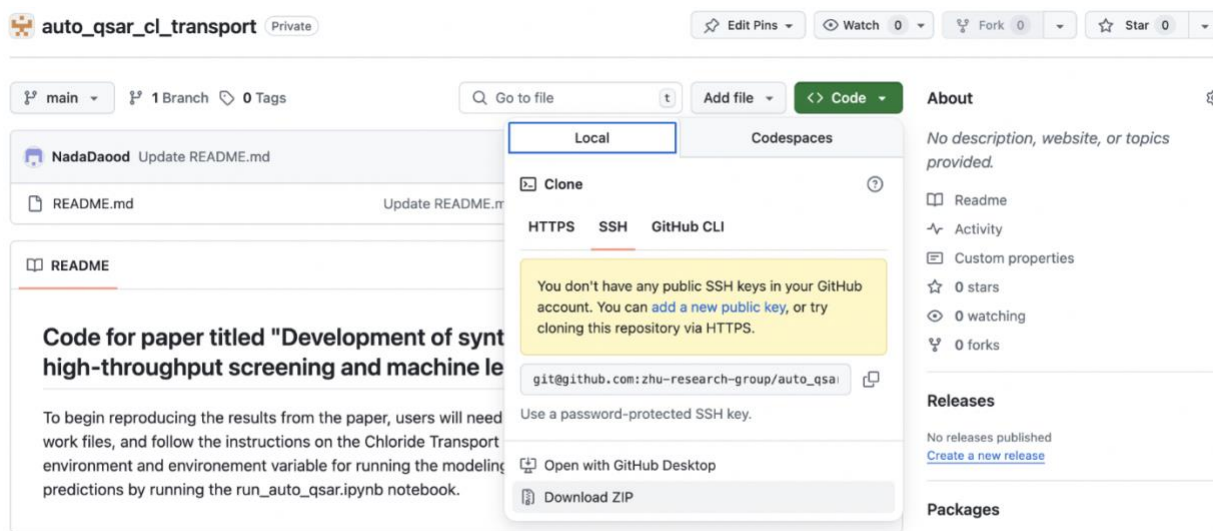 auto_qsar_cl_transport Private
Edit Pins Watch 0 Fork 0 Star 0
main 1 Branch 0 Tags
Go to file t
Add file
<> Code
NadaDaood Update README.md
README.md Update README.m
README
Code for paper titled "Development of synt
high-throughput screening and machine le
To begin reproducing the results from the paper, users will need
work files, and follow the instructions on the Chloride Transport
environment and environement variable for running the modeling
predictions by running the run_auto_qsar.ipynb notebook.
Local Codespaces
Clone
HTTPS SSH GitHub CLI
You don't have any public SSH keys in your GitHub
account. You can add a new public key, or try
cloning this repository via HTTPS.
git@github.com:zhu-research-group/auto_qsa
Use a password-protected SSH key.
Open with GitHub Desktop
Download ZIP
About
No description, website, or topics
provided.
Readme
Activity
Custom properties
0 stars
0 watching
0 forks
Releases
No releases published
Create a new release
Packages